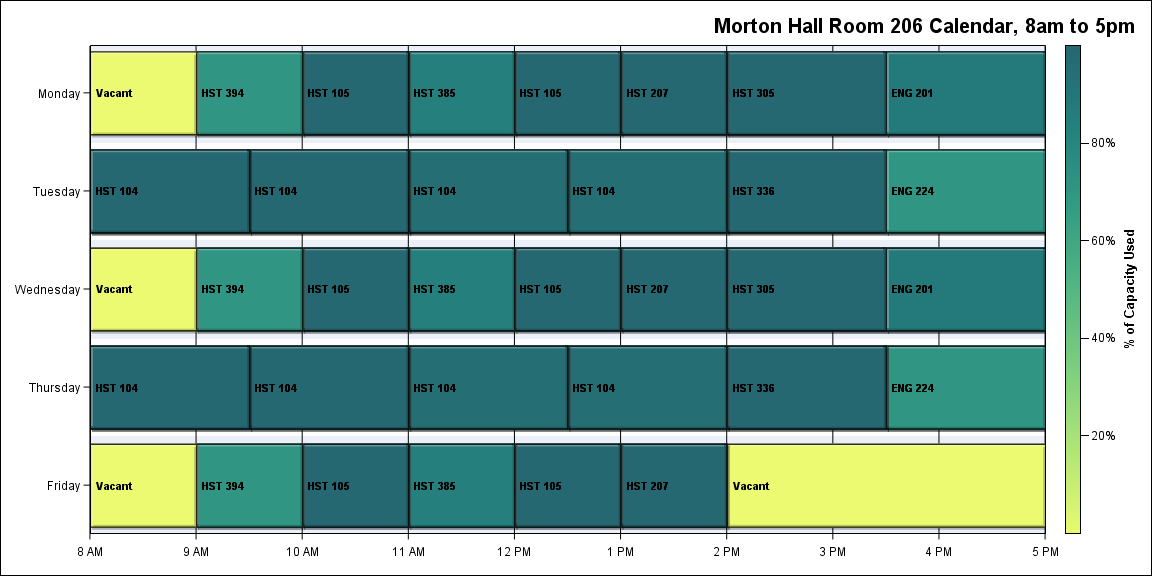 Morton Hall Room 206 Calendar, 8am to 5pm
Monday
Vacant
HST 394
HST 105
HST 385
HST 105
HST 207
HST 305
ENG 201
Tuesday
HST 104
HST 104
HST 104
HST 104
HST 336
ENG 224
Wednesday
Vacant
HST 394
HST 105
HST 385
HST 105
HST 207
HST 305
ENG 201
Thursday
HST 104
HST 104
HST 104
HST 104
HST 336
ENG 224
Friday
Vacant
HST 394
HST 105
HST 385
HST 105
HST 207
Vacant
8 AM
9 AM
10 AM
11 AM
12 PM
1 PM
2 PM
3 PM
4 PM
5 PM
80%
60%
40%
20%
% of Capacity Used